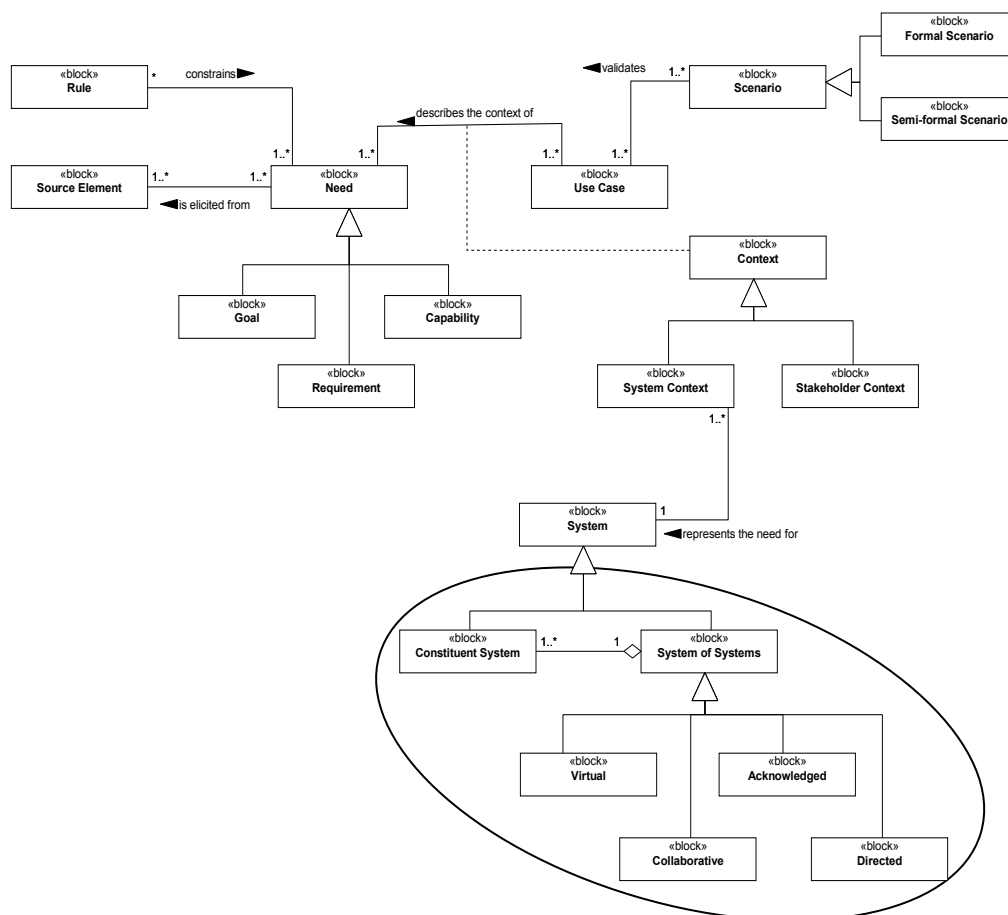 «block»
Formal Scenario
«block»
Rule
*
constrains
validates
1..*
«block»
Scenario
«block»
Semi-formal Scenario
describes the context of
1..*
1..*
1..*
1..*
«block»
Source Element
1..*
1..*
«block»
Need
«block»
Use Case
is elicited from
«block»
Context
«block»
Goal
«block»
Capability
«block»
Requirement
«block»
System Context
«block»
Stakeholder Context
1..*
«block»
System
1
represents the need for
«block»
Constituent System
1..*
1
«block»
System of Systems
«block»
Virtual
«block»
Acknowledged
«block»
Collaborative
«block»
Directed